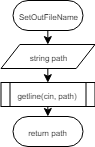 SetOutFileName
string path
getline(cin, path)
return path